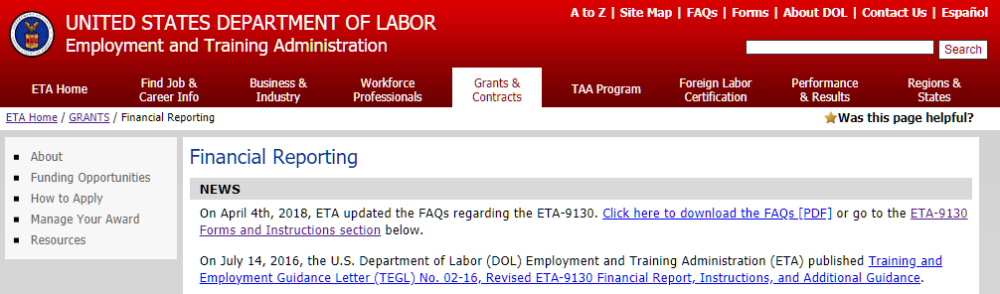 A to Z | Site Map | FAQs | Forms | About DOL | Contact Us | Español
UNITED STATES DEPARTMENT OF LABOR
Employment and Training Administration
Search
ETA Home
Find Job &
Career Info
Business &
Industry
Workforce
Professionals
Grants &
Contracts
TAA Program
Foreign Labor
Certification
Performance
& Results
Regions &
States
ETA Home / GRANTS / Financial Reporting
Was this page helpful?
About
Funding Opportunities
How to Apply
Manage Your Award
Resources
Financial Reporting
NEWS
On April 4th, 2018, ETA updated the FAQs regarding the ETA-9130. Click here to download the FAQs [PDF] or go to the ETA-9130
Forms and Instructions section below.
On July 14, 2016, the U.S. Department of Labor (DOL) Employment and Training Administration (ETA) published Training and
Employment Guidance Letter (TEGL) No. 02-16, Revised ETA-9130 Financial Report, Instructions, and Additional Guidance.